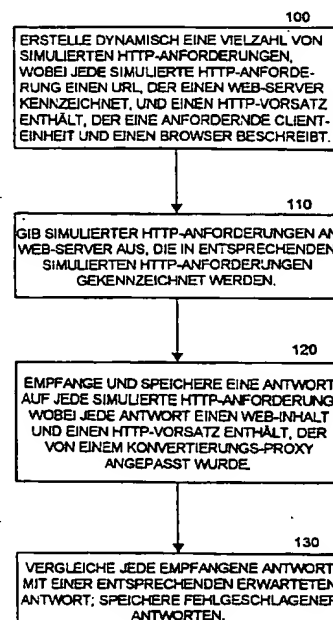 100
ERSTELLE DYNAMISCH EINE VIELZAHL VON
SIMULIERTEN HTTP-ANFORDERUNGEN,
WOBEI JEDE SIMULIERTE HTTP-ANFORDE-
RUNG EINEN URL, DER EINEN WEB-SERVER
KENNZEICHNET, UND EINEN HTTP-VORSATZ
ENTHÄLT, DER EINE ANFORDERNDE CLIENT-
EINHEIT UND EINEN BROWSER BESCHREIBT.
110
GIB SIMULIERTER HTTP-ANFORDERUNGEN AN
WEB-SERVER AUS, DIE IN ENTSPRECHENDEN
SIMULIERTEN HTTP-ANFORDERUNGEN
GEKENNZEICHNET WERDEN.
120
EMPFANGE UND SPEICHERE EINE ANTWORT
AUF JEDE SIMULIERTE HTTP-ANFORDERUNG,
WOBEI JEDE ANTWORT EINEN WEB-INHALT
UND EINEN HTTP-VORSATZ ENTHÄLT, DER
VON EINEM KONVERTIERUNGS-PROXY
ANGEPASST WURDE.
130
VERGLEICHE JEDE EMPFANGENE ANTWORT
MIT EINER ENTSPRECHENDEN ERWARTETEN
ANTWORT; SPEICHERE FEHLGESCHLAGENER
ANTWORTEN.